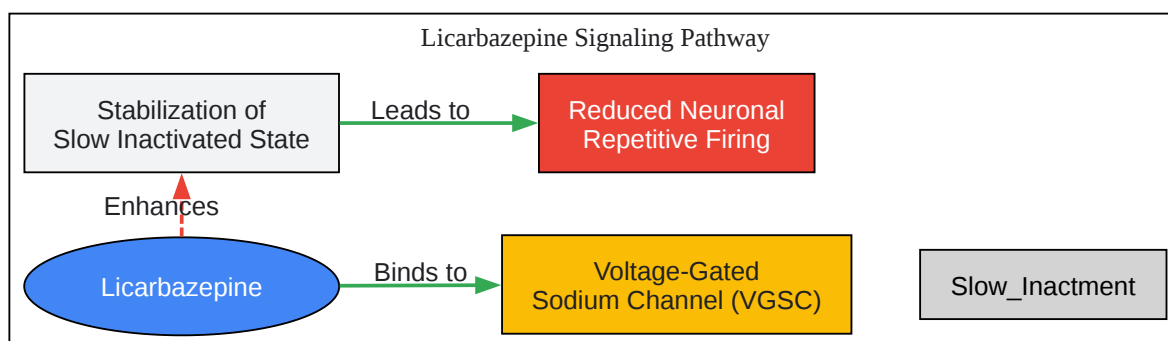 Licarbazepine Signaling Pathway
Stabilization of
Slow Inactivated State
Leads to
Reduced Neuronal
Repetitive Firing
Enhances
Licarbazepine
Binds to
Voltage-Gated
Sodium Channel (VGSC)
Slow_Inactment